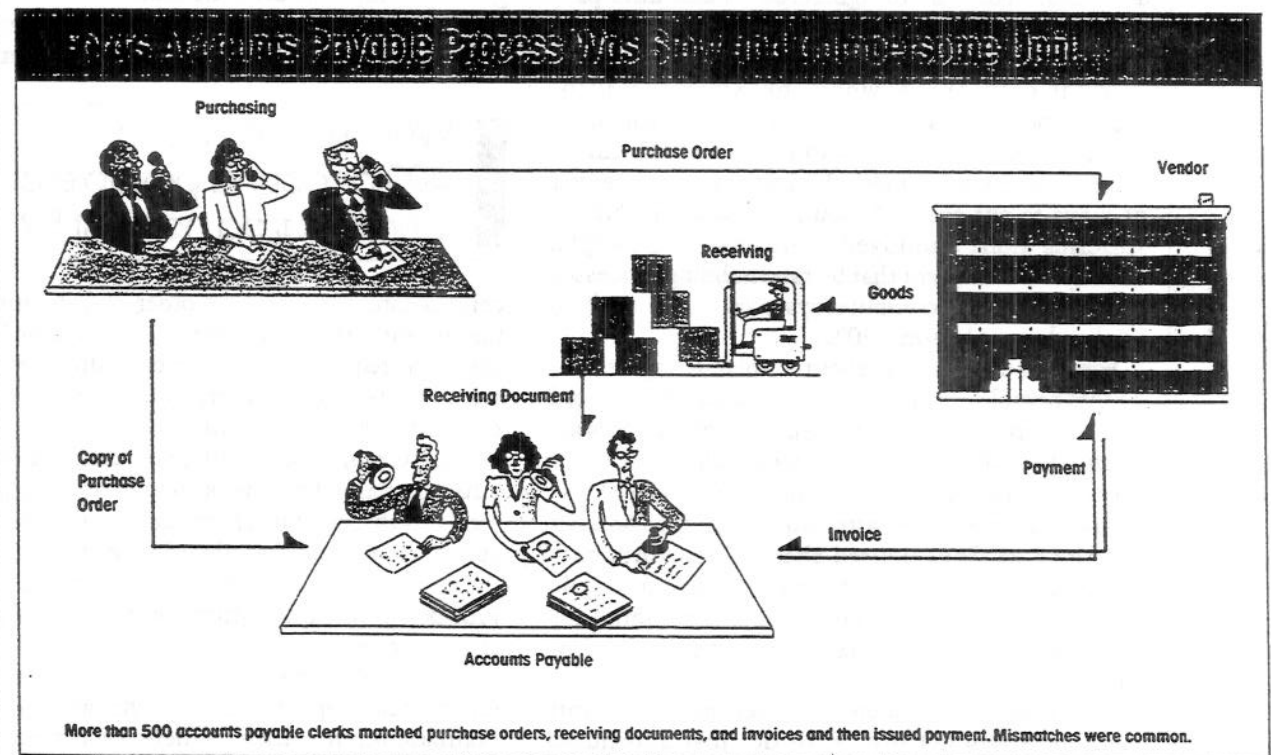 Ford's Accounts Payable Process Was Slow and Cumbersome Until...
Purchasing
Purchase Order
Vendor
Receiving
Goods
Receiving Document
Copy of
Purchase
Order
Payment
Invoice
Accounts Payable
More than 500 accounts payable clerks matched purchase orders, receiving documents, and invoices and then issued payment. Mismatches were common.